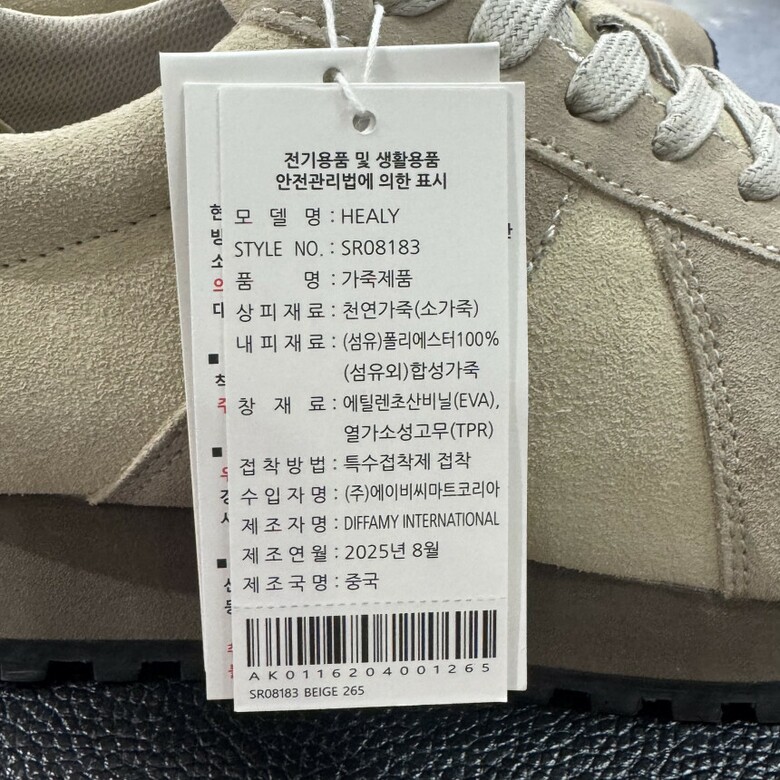 전기용품 및 생활용품
안전관리법에 의한 표시
모 델 명 : HEALY
STYLE NO. : SR08183
품 명 : 가죽제품
상 피 재 료 : 천연가죽(소가죽)
내 피 재 료 : (섬유)폴리에스터100%
(섬유외)합성가죽
창 재 료 : 에틸렌초산비닐(EVA),
열가소성고무(TPR)
접 착 방 법 : 특수접착제 접착
수 입 자 명 : (주)에이비씨마트코리아
제 조 자 명 : DIFFAMY INTERNATIONAL
제 조 연 월 : 2025년 8월
제 조 국 명 : 중국
AK0116204001265
SR08183 BEIGE 265